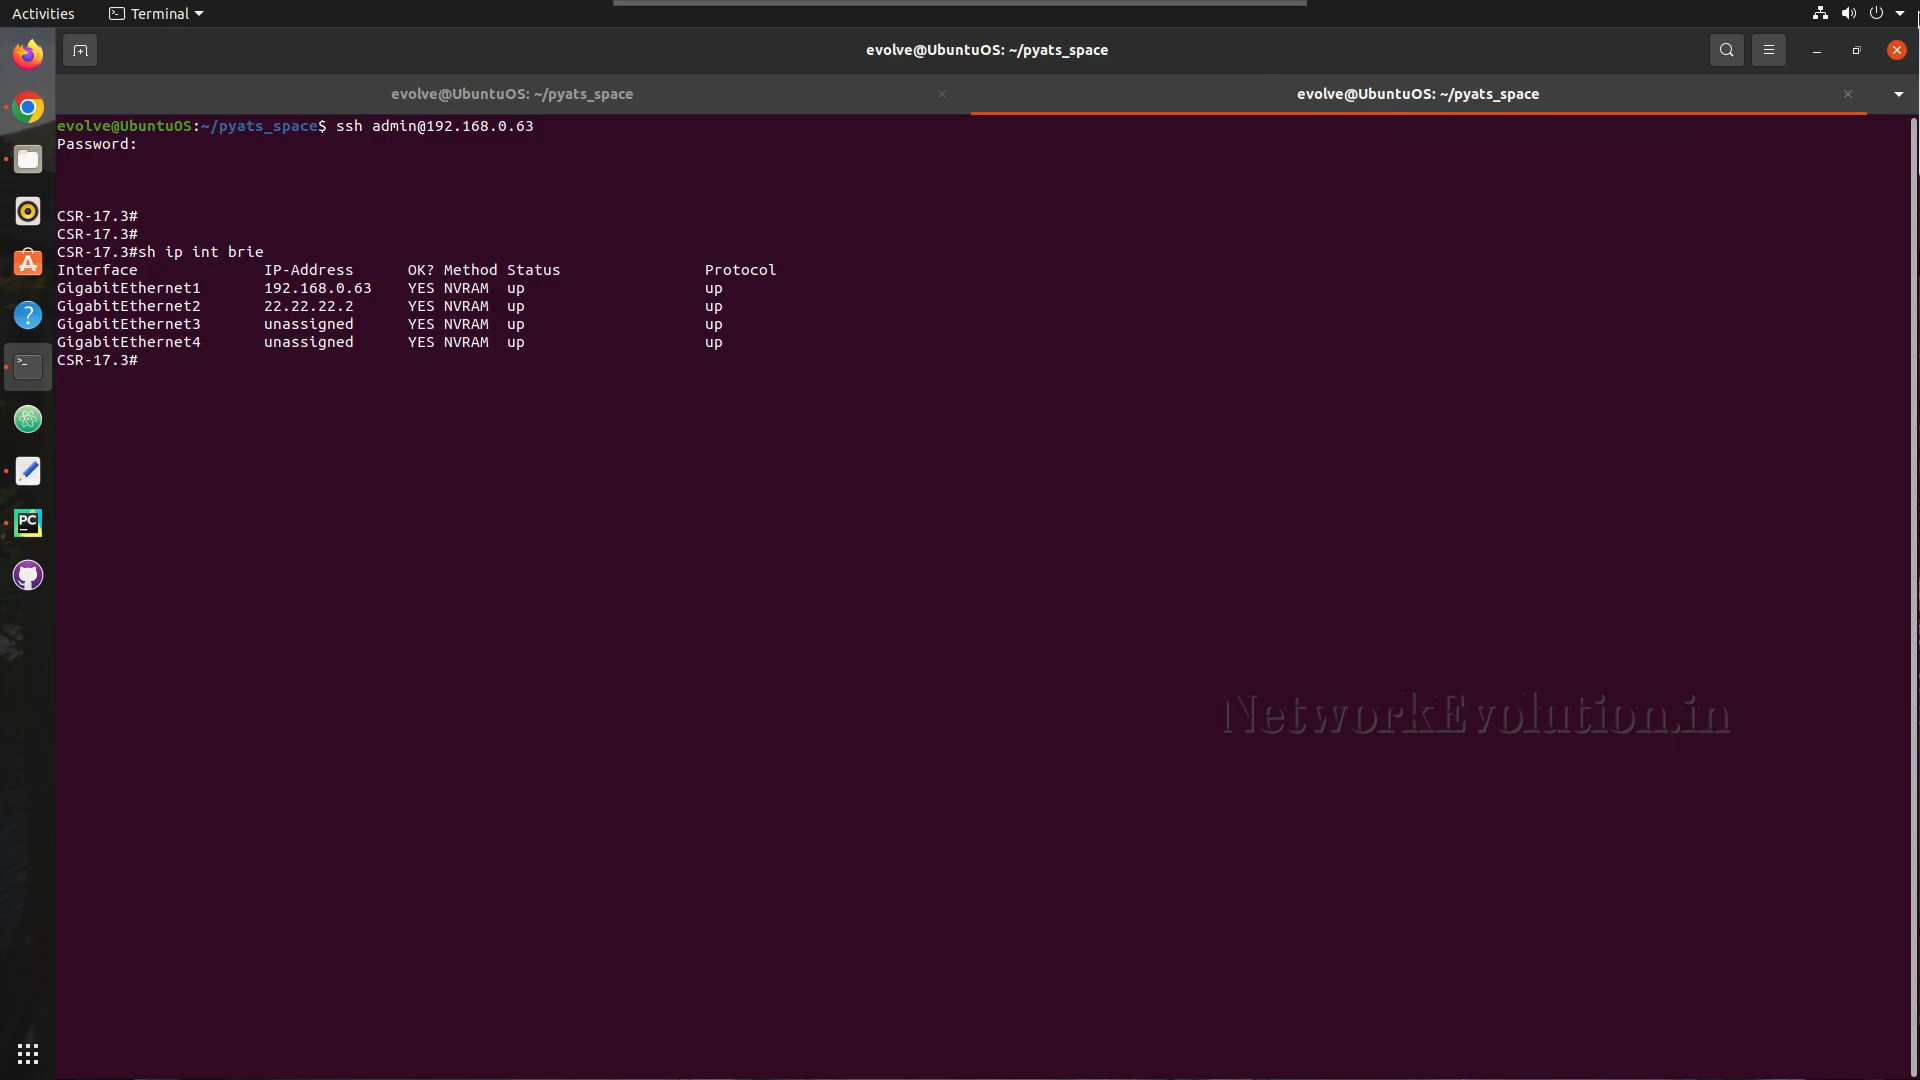 Activities
Terminal
evolve@UbuntuOS: ~/pyats_space
evolve@UbuntuOS: ~/pyats_space
evolve@UbuntuOS: ~/pyats_space
evolve@UbuntuOS:~/pyats_space$ ssh admin@192.168.0.63
Password:
CSR-17.3#
CSR-17.3#
CSR-17.3#sh ip int brie
Interface              IP-Address      OK? Method Status                Protocol
GigabitEthernet1       192.168.0.63    YES NVRAM  up                    up
GigabitEthernet2       22.22.22.2      YES NVRAM  up                    up
GigabitEthernet3       unassigned      YES NVRAM  up                    up
GigabitEthernet4       unassigned      YES NVRAM  up                    up
CSR-17.3#
PC
NetworkEvolution.in